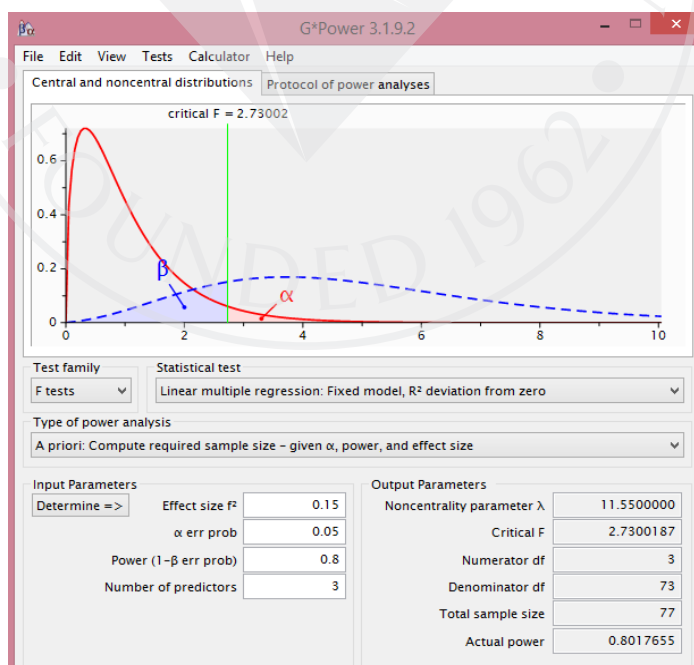 G*Power 3.1.9.2
File Edit View Tests Calculator Help
Central and noncentral distributions Protocol of power analyses
critical F = 2.73002
0.6
0.4
0.2
0
β
α
0 2 4 6 8 10
Test family Statistical test
F tests Linear multiple regression: Fixed model, R² deviation from zero
Type of power analysis
A priori: Compute required sample size – given α, power, and effect size
Input Parameters Output Parameters
Determine => Effect size f² 0.15 Noncentrality parameter λ 11.5500000
α err prob 0.05 Critical F 2.7300187
Power (1-β err prob) 0.8 Numerator df 3
Number of predictors 3 Denominator df 73
Total sample size 77
Actual power 0.8017655
FOUNDED 1962